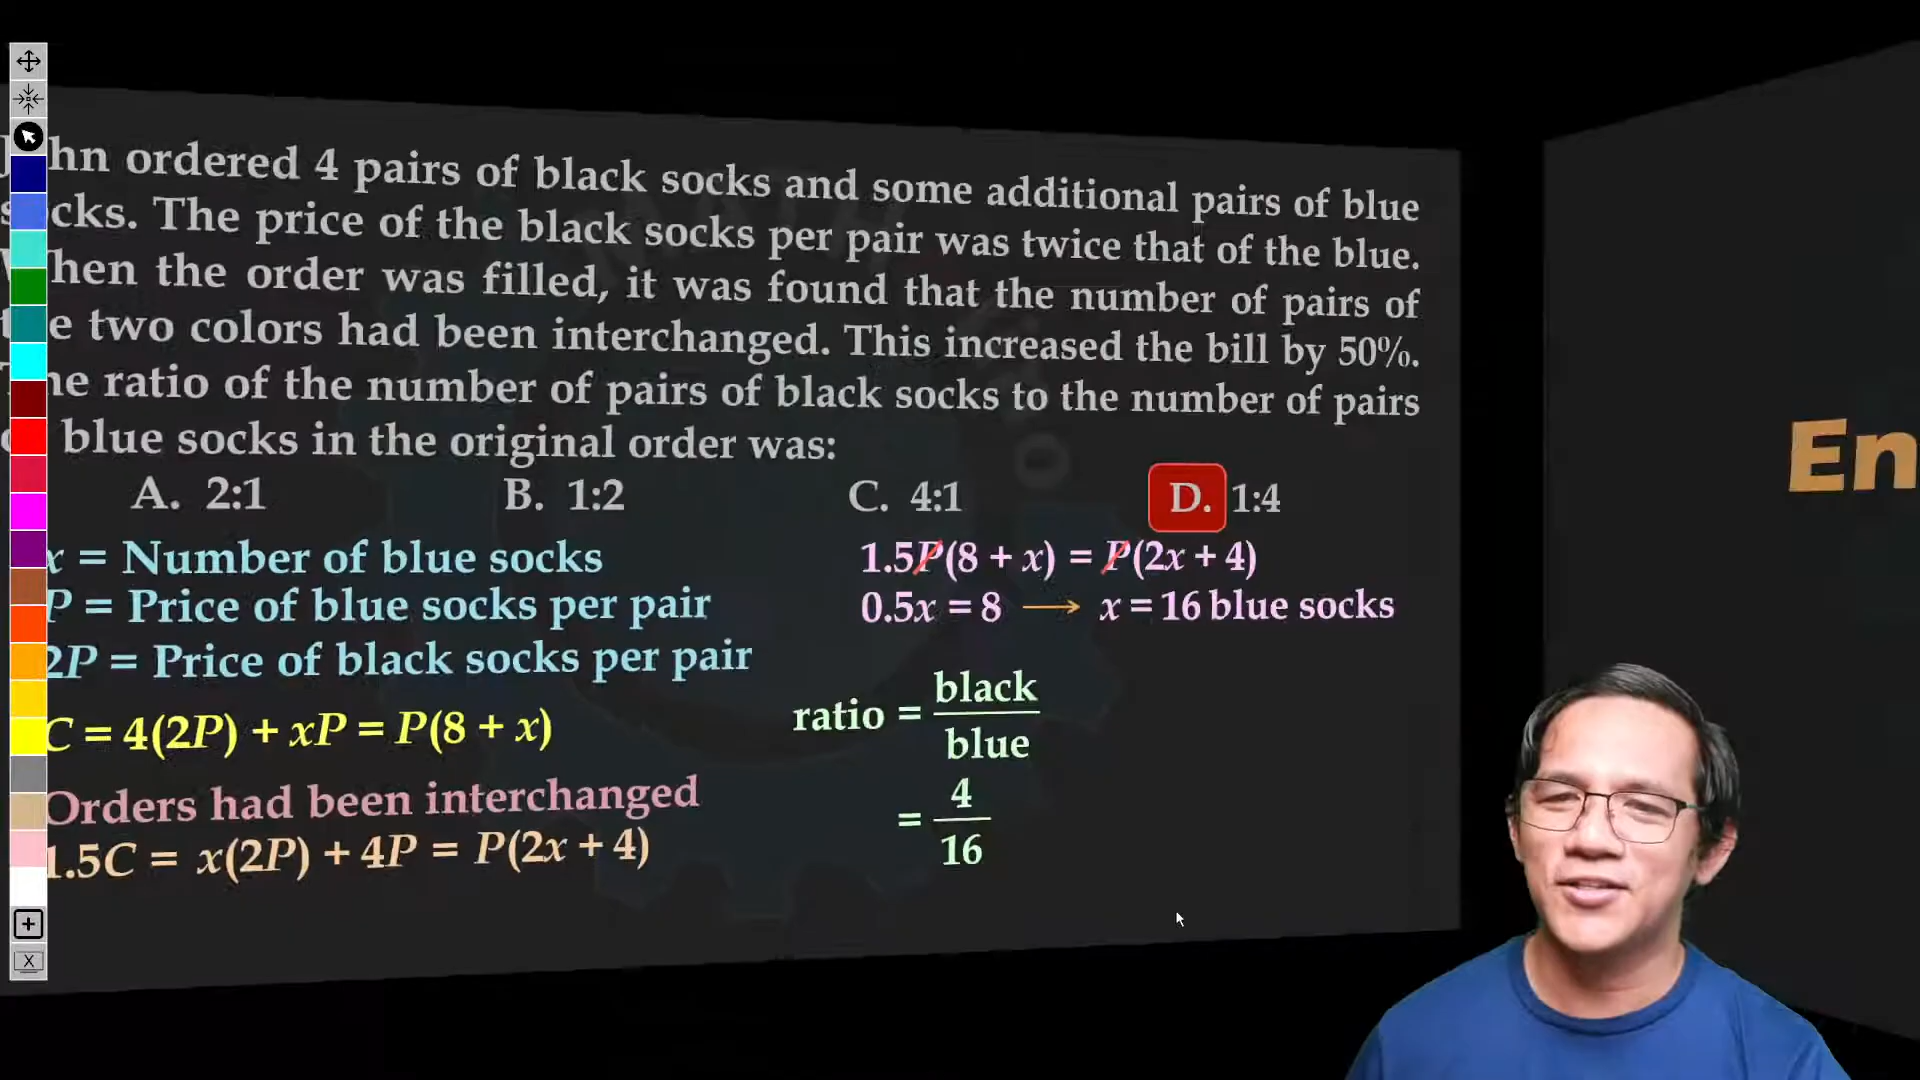 hn ordered 4 pairs of black socks and some additional pairs of blue
s cks. The price of the black socks per pair was twice that of the blue.
hen the order was filled, it was found that the number of pairs of
t e two colors had been interchanged. This increased the bill by 50%.
he ratio of the number of pairs of black socks to the number of pairs
blue socks in the original order was:
A. 2:1 B. 1:2 C. 4:1 D. 1:4
x = Number of blue socks
P = Price of blue socks per pair
2P = Price of black socks per pair
C = 4(2P) + xP = P(8 + x)
Orders had been interchanged
1.5C = x(2P) + 4P = P(2x + 4)
1.5P(8 + x) = P(2x + 4)
0.5x = 8 → x = 16 blue socks
ratio = black / blue
= 4 / 16
En
X